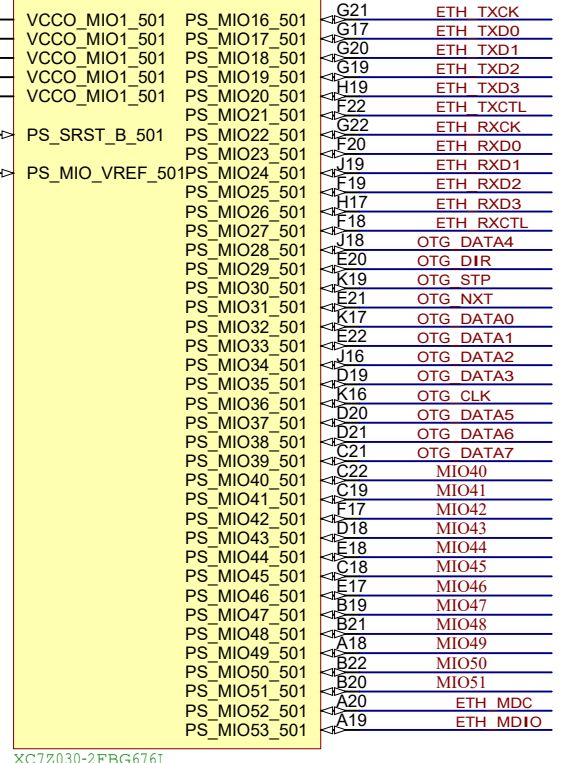 VCCO_MIO1_501 PS_MIO16_501 G21 ETH_TXCK
VCCO_MIO1_501 PS_MIO17_501 G17 ETH_TXD0
VCCO_MIO1_501 PS_MIO18_501 G20 ETH_TXD1
VCCO_MIO1_501 PS_MIO19_501 G19 ETH_TXD2
VCCO_MIO1_501 PS_MIO20_501 H19 ETH_TXD3
PS_MIO21_501 F22 ETH_TXCTL
PS_SRST_B_501 PS_MIO22_501 G22 ETH_RXCK
PS_MIO23_501 F20 ETH_RXD0
PS_MIO_VREF_501 PS_MIO24_501 J19 ETH_RXD1
PS_MIO25_501 F19 ETH_RXD2
PS_MIO26_501 H17 ETH_RXD3
PS_MIO27_501 F18 ETH_RXCTL
PS_MIO28_501 J18 OTG_DATA4
PS_MIO29_501 E20 OTG_DIR
PS_MIO30_501 K19 OTG_STP
PS_MIO31_501 E21 OTG_NXT
PS_MIO32_501 K17 OTG_DATA0
PS_MIO33_501 E22 OTG_DATA1
PS_MIO34_501 J16 OTG_DATA2
PS_MIO35_501 D19 OTG_DATA3
PS_MIO36_501 K16 OTG_CLK
PS_MIO37_501 D20 OTG_DATA5
PS_MIO38_501 D21 OTG_DATA6
PS_MIO39_501 C21 OTG_DATA7
PS_MIO40_501 C22 MIO40
PS_MIO41_501 C19 MIO41
PS_MIO42_501 F17 MIO42
PS_MIO43_501 D18 MIO43
PS_MIO44_501 E18 MIO44
PS_MIO45_501 C18 MIO45
PS_MIO46_501 E17 MIO46
PS_MIO47_501 B19 MIO47
PS_MIO48_501 B21 MIO48
PS_MIO49_501 A18 MIO49
PS_MIO50_501 B22 MIO50
PS_MIO51_501 B20 MIO51
PS_MIO52_501 A20 ETH_MDC
PS_MIO53_501 A19 ETH_MDIO
XC7Z030-2FBG676I